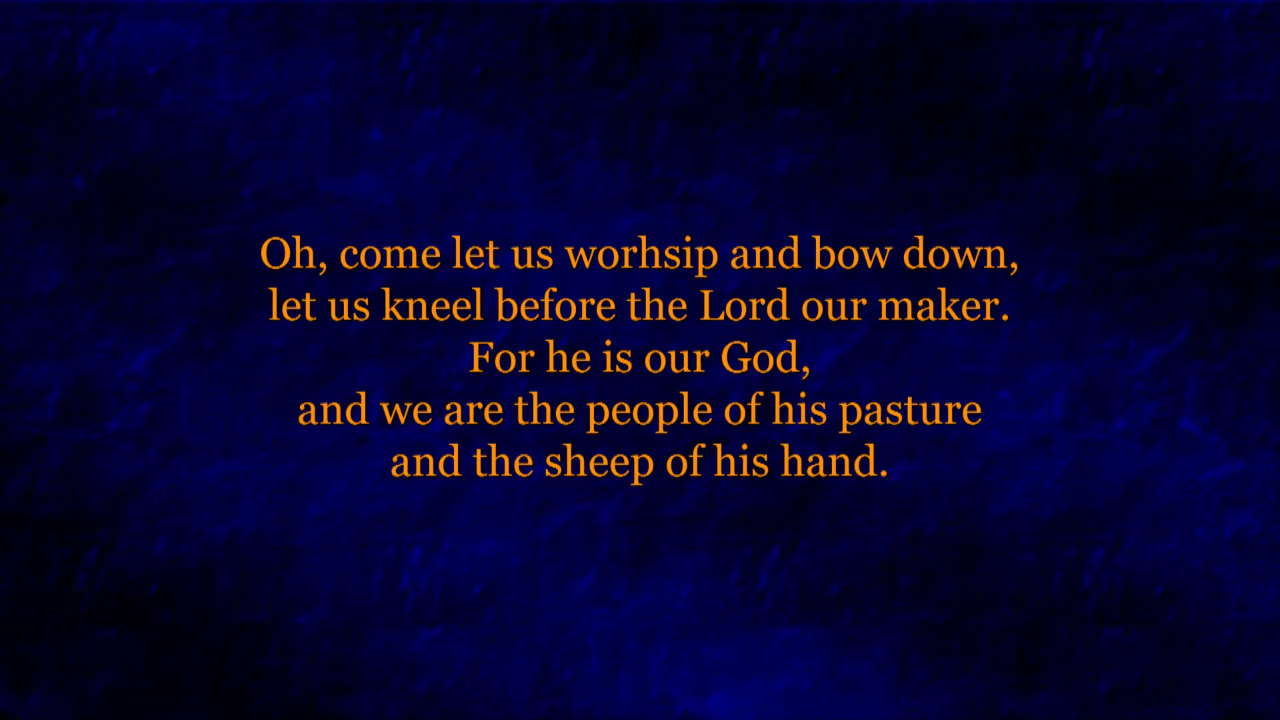 Oh, come let us worhsip and bow down,
let us kneel before the Lord our maker.
For he is our God,
and we are the people of his pasture
and the sheep of his hand.